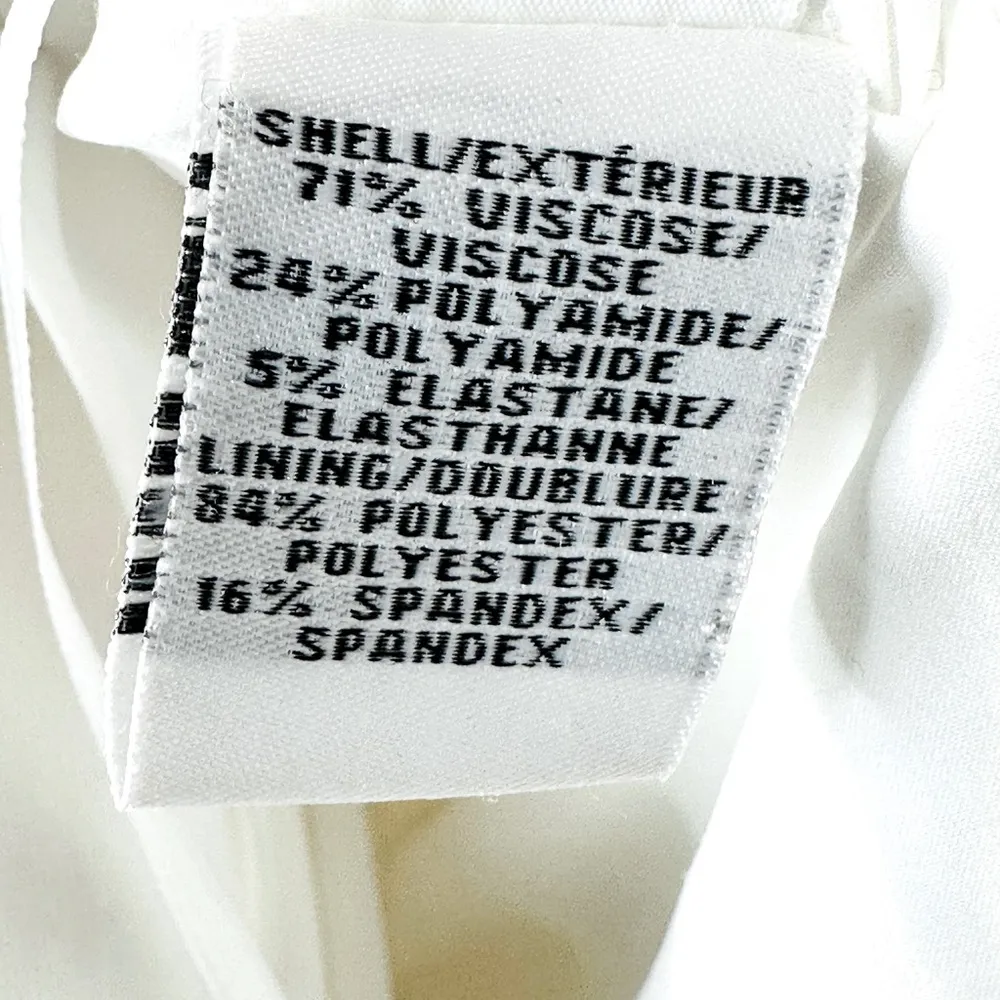 SHELL/EXTÉRIEUR
71% VISCOSE/
VISCOSE
24% POLYAMIDE/
POLYAMIDE
5% ELASTANE/
ELASTHANNE
LINING/DOUBLURE
84% POLYESTER/
POLYESTER
16% SPANDEX/
SPANDEX